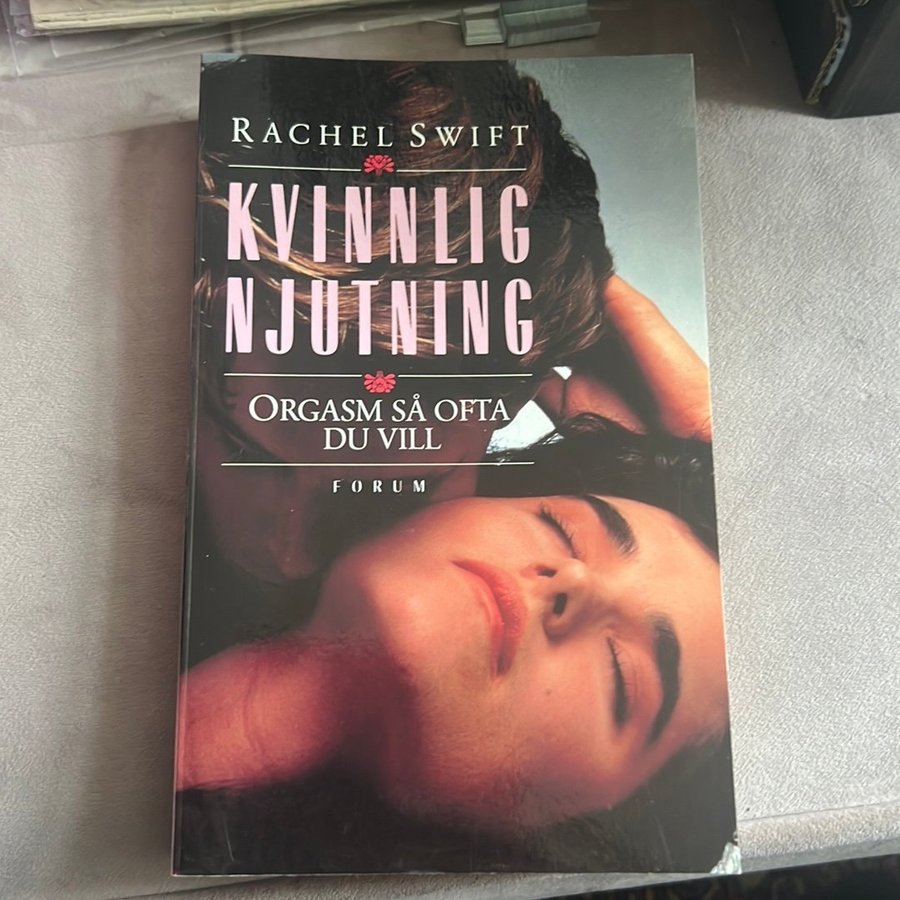 RACHEL SWIFT
KVINNLIG
NJUTNING
ORGASM SÅ OFTA
DU VILL
FORUM